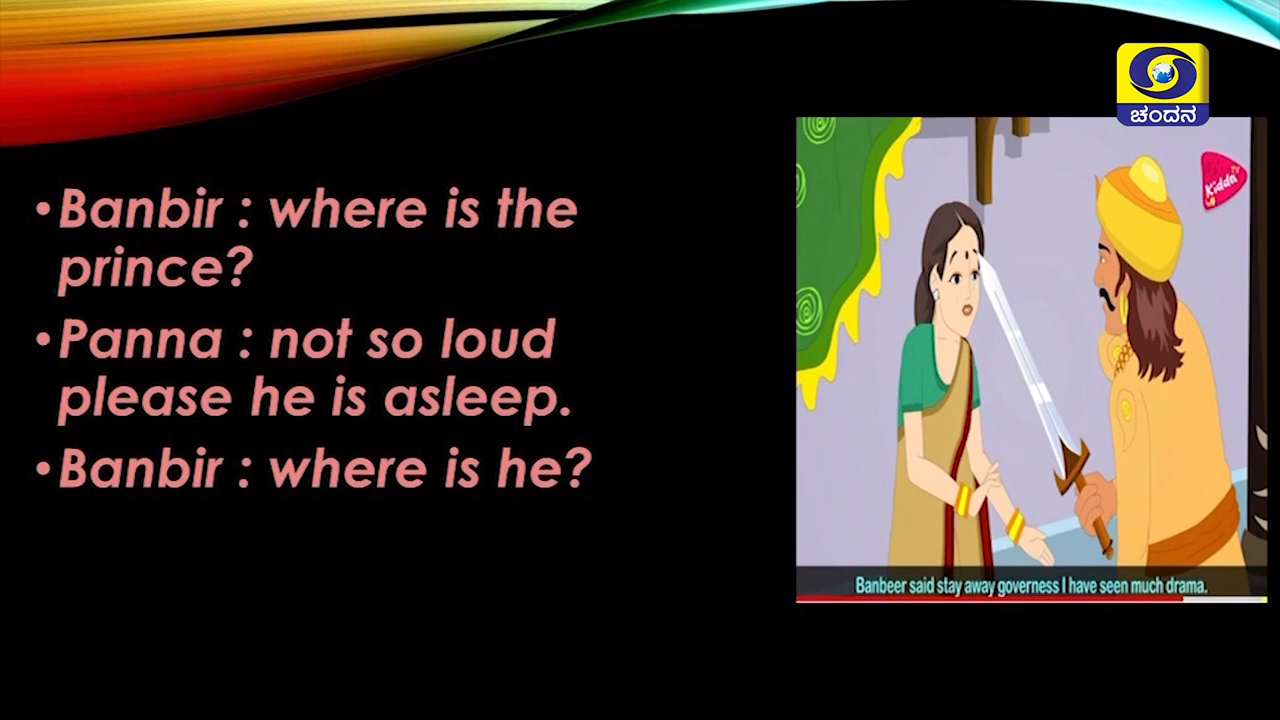 ಚಂದನ
• Banbir : where is the
prince?
• Panna : not so loud
please he is asleep.
• Banbir : where is he?
Kidda
TV
Banbeer said stay away governess I have seen much drama.